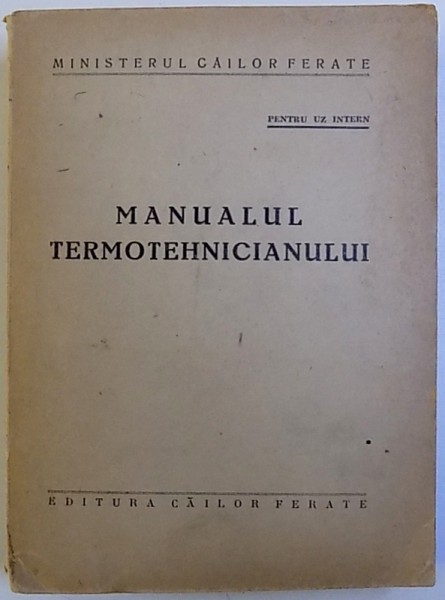 MINISTERUL CĂILOR FERATE
PENTRU UZ INTERN
MANUALUL
TERMOTEHNICIANULUI
EDITURA CĂILOR FERATE